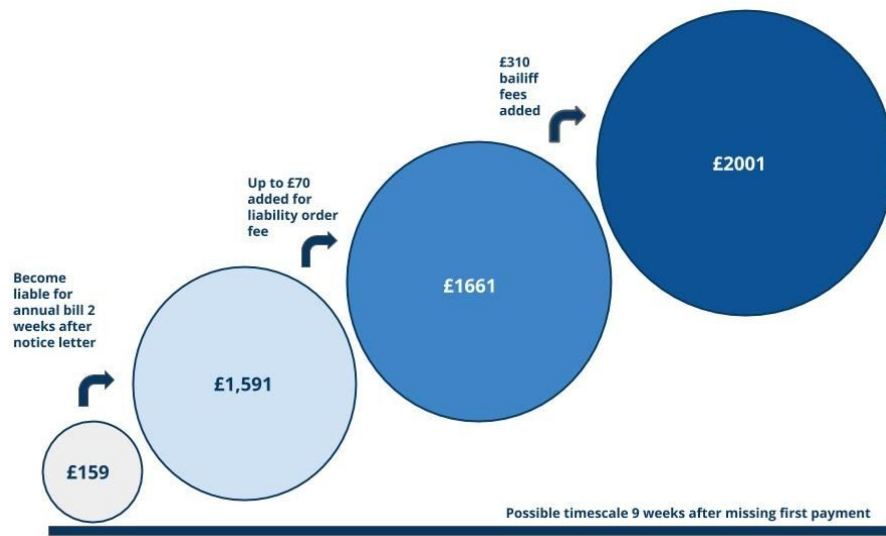 £310
bailiff
fees
added
£2001
Up to £70
added for
liability order
fee
£1661
Become
liable for
annual bill 2
weeks after
notice letter
£1,591
£159
Possible timescale 9 weeks after missing first payment